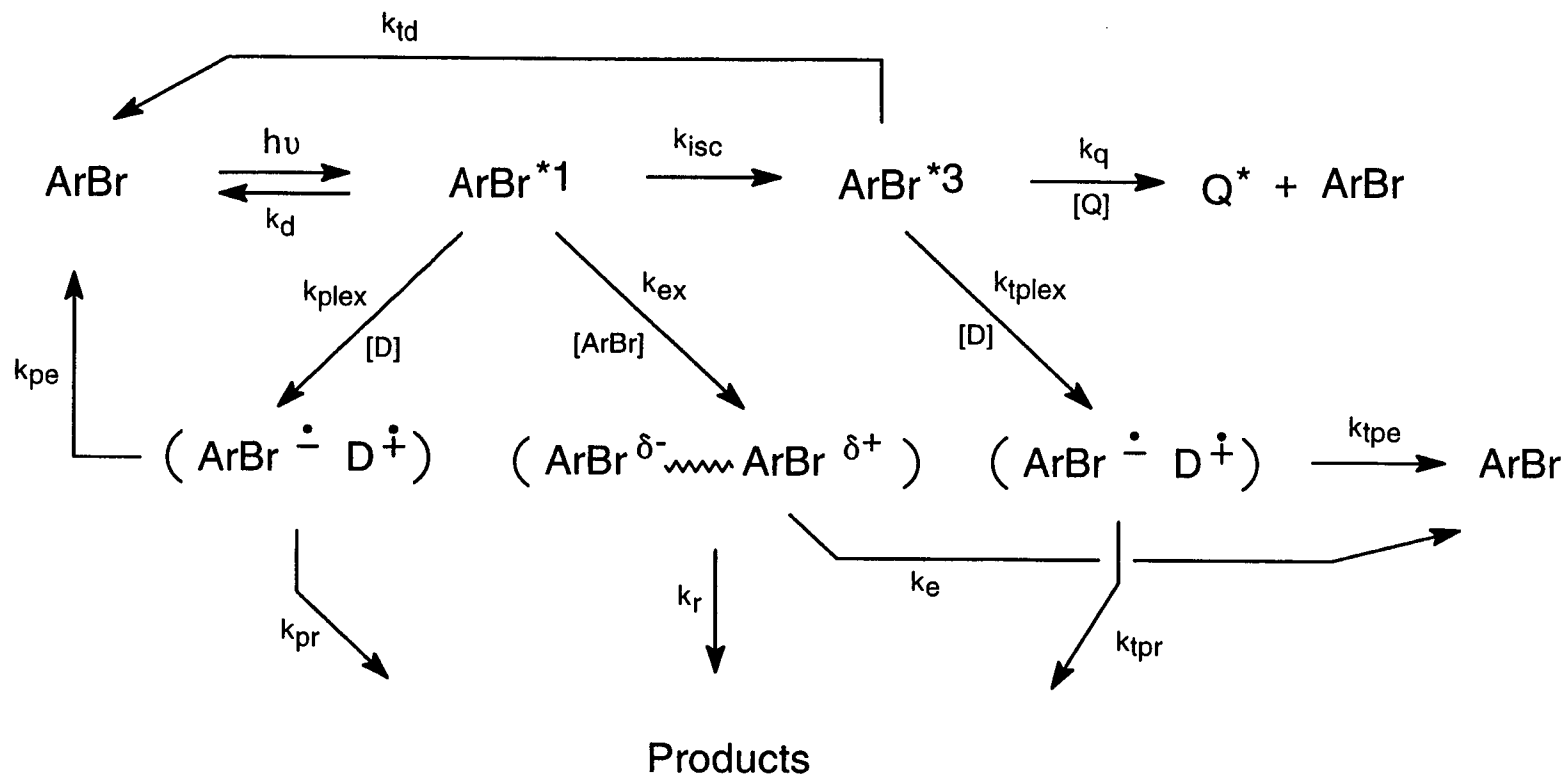 k_td
ArBr hυ k_d ArBr*1 k_isc ArBr*3 k_q [Q] Q* + ArBr
k_plex [D] k_ex [ArBr] k_tplex [D]
k_pe
( ArBr∸ D∔ ) ( ArBr δ- ArBr δ+ ) ( ArBr∸ D∔ ) k_tpe ArBr
k_e
k_pr k_r k_tpr
Products